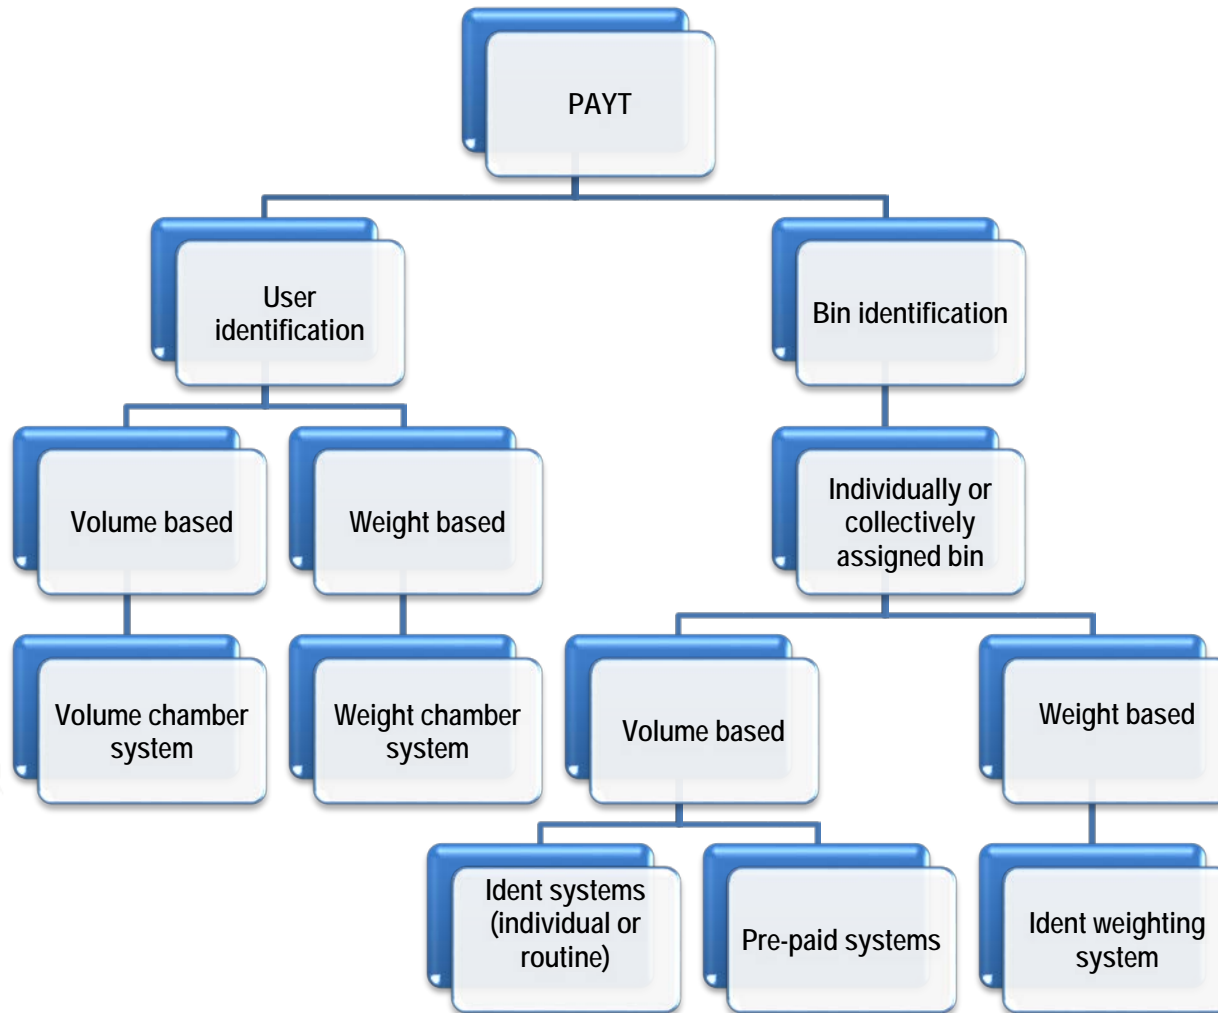 PAYT
User
identification
Bin identification
Volume based
Weight based
Individually or
collectively
assigned bin
Volume chamber
system
Weight chamber
system
Volume based
Weight based
Ident systems
(individual or
routine)
Pre-paid systems
Ident weighting
system